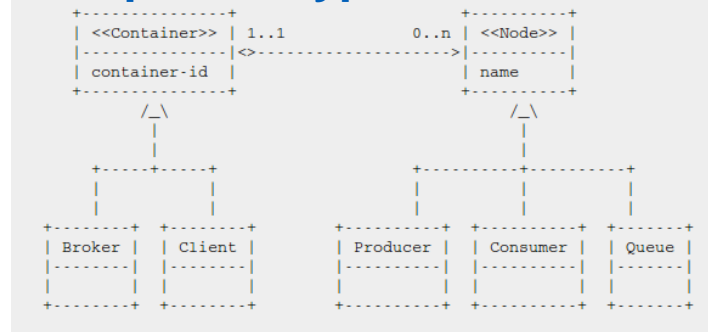 +---------------+                          +----------+
| <<Container>> | 1..1                0..n | <<Node>> |
|---------------|<>----------------------->|----------|
| container-id  |                          | name     |
+---------------+                          +----------+
/_\                                      /_\
|                                        |
|                                        |
+-----+-----+                +----------+----------+
|           |                |          |          |
|           |                |          |          |
+--------+  +--------+       +----------+  +----------+  +-------+
| Broker |  | Client |       | Producer |  | Consumer |  | Queue |
|--------|  |--------|       |----------|  |----------|  |-------|
|        |  |        |       |          |  |          |  |       |
+--------+  +--------+       +----------+  +----------+  +-------+